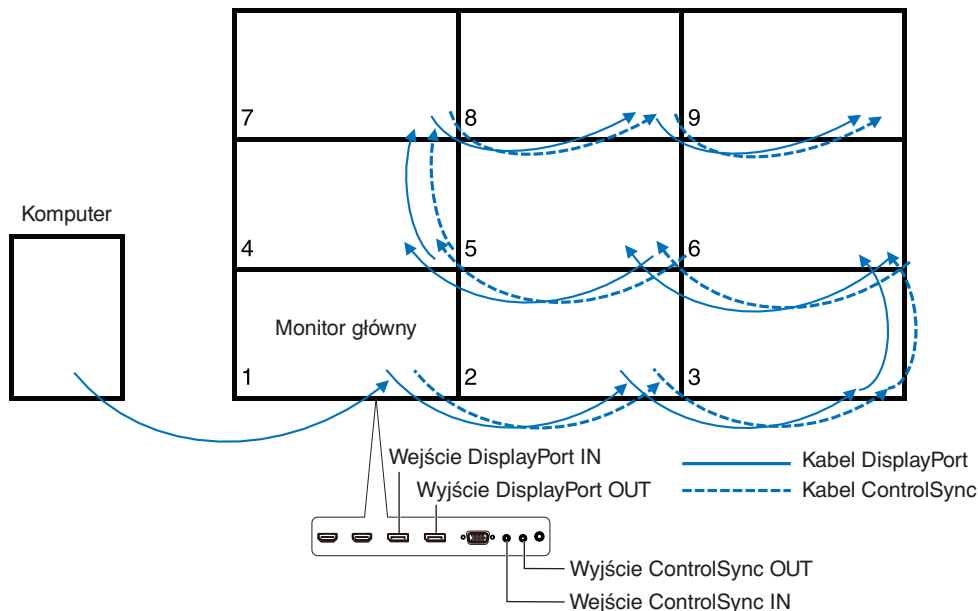 7
8
9
Komputer
4
5
6
Monitor główny
1
2
3
Wejście DisplayPort IN
Wyjście DisplayPort OUT
Kabel DisplayPort
Kabel ControlSync
Wyjście ControlSync OUT
Wejście ControlSync IN